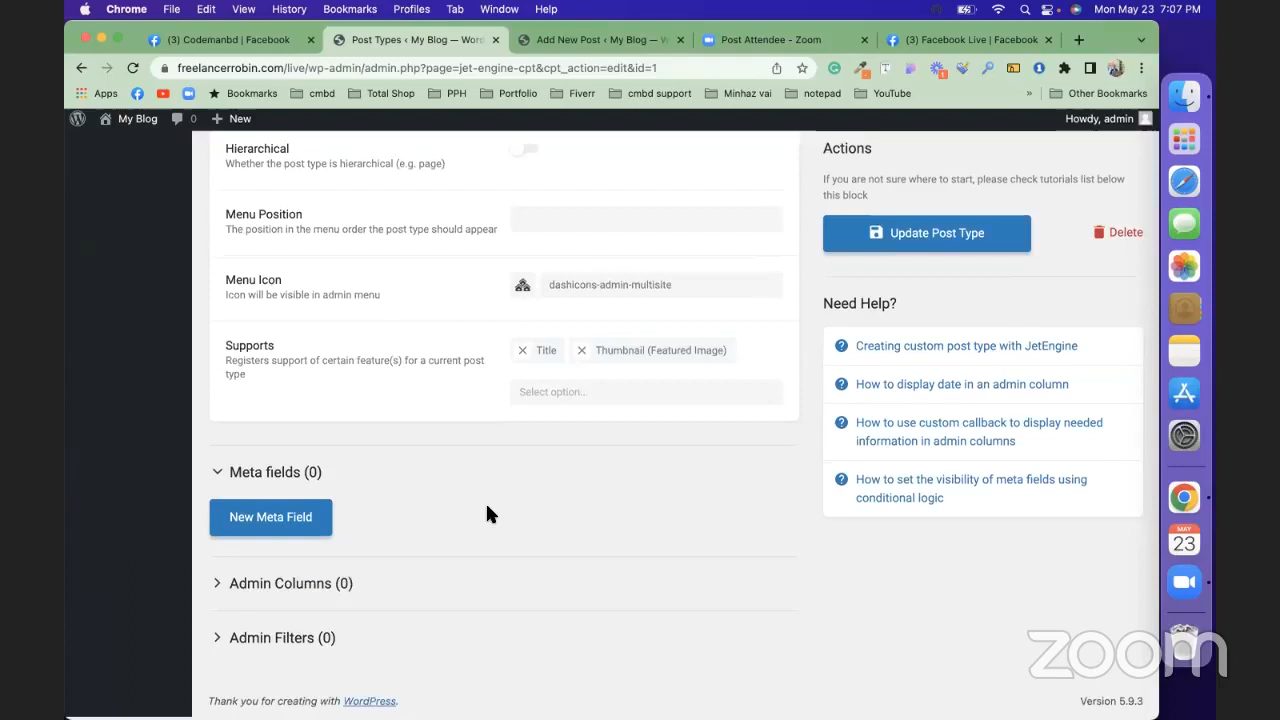 Chrome File Edit View History Bookmarks Profiles Tab Window Help Mon May 23 7:07 PM
(3) Codemanbd | Facebook Post Types ‹ My Blog — Wor Add New Post ‹ My Blog — W Post Attendee - Zoom (3) Facebook Live | Facebook
freelancerrobin.com/live/wp-admin/admin.php?page=jet-engine-cpt&cpt_action=edit&id=1
Apps Bookmarks cmbd Total Shop PPH Portfolio Fiverr cmbd support Minhaz vai notepad YouTube » Other Bookmarks
My Blog 0 New Howdy, admin
Hierarchical
Whether the post type is hierarchical (e.g. page)
Menu Position
The position in the menu order the post type should appear
Menu Icon
Icon will be visible in admin menu
dashicons-admin-multisite
Supports
Registers support of certain feature(s) for a current post
type
Title Thumbnail (Featured Image)
Select option...
Meta fields (0)
New Meta Field
Admin Columns (0)
Admin Filters (0)
Thank you for creating with WordPress.
Actions
If you are not sure where to start, please check tutorials list below
this block
Update Post Type Delete
Need Help?
Creating custom post type with JetEngine
How to display date in an admin column
How to use custom callback to display needed
information in admin columns
How to set the visibility of meta fields using
conditional logic
Version 5.9.3
MAY
23
zoom